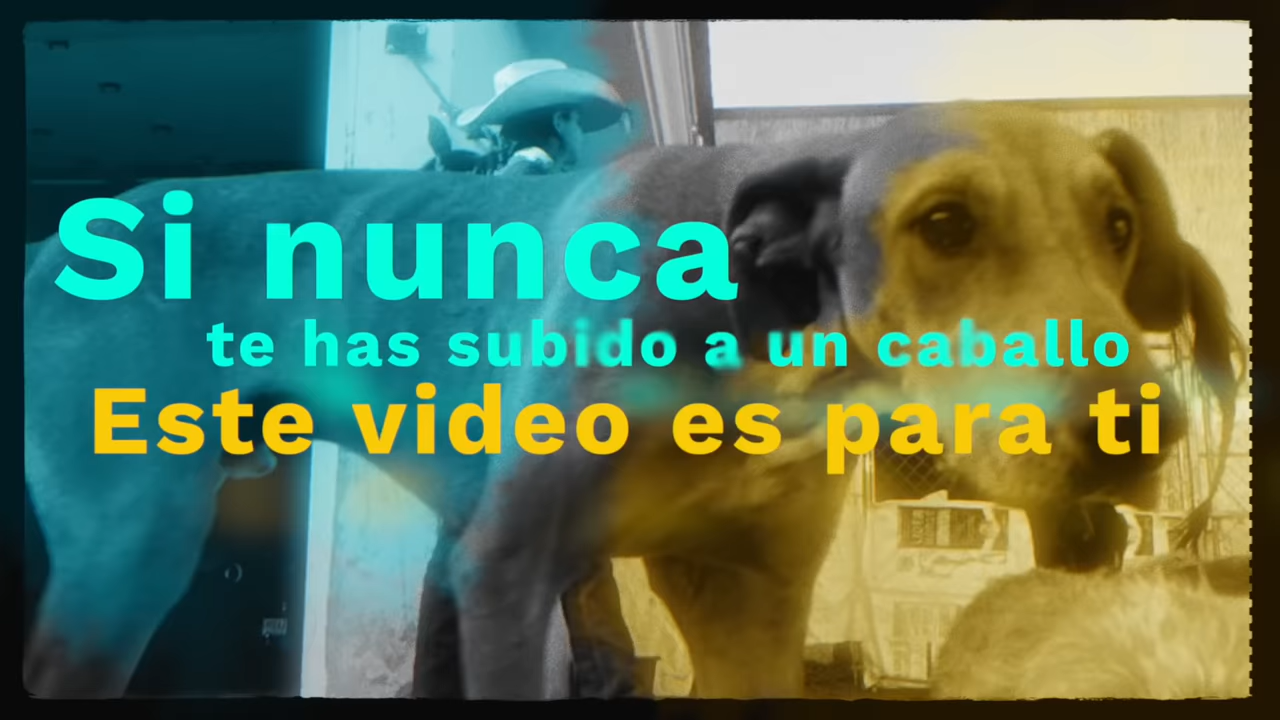 Si nunca
te has subido a un caballo
Este video es para ti